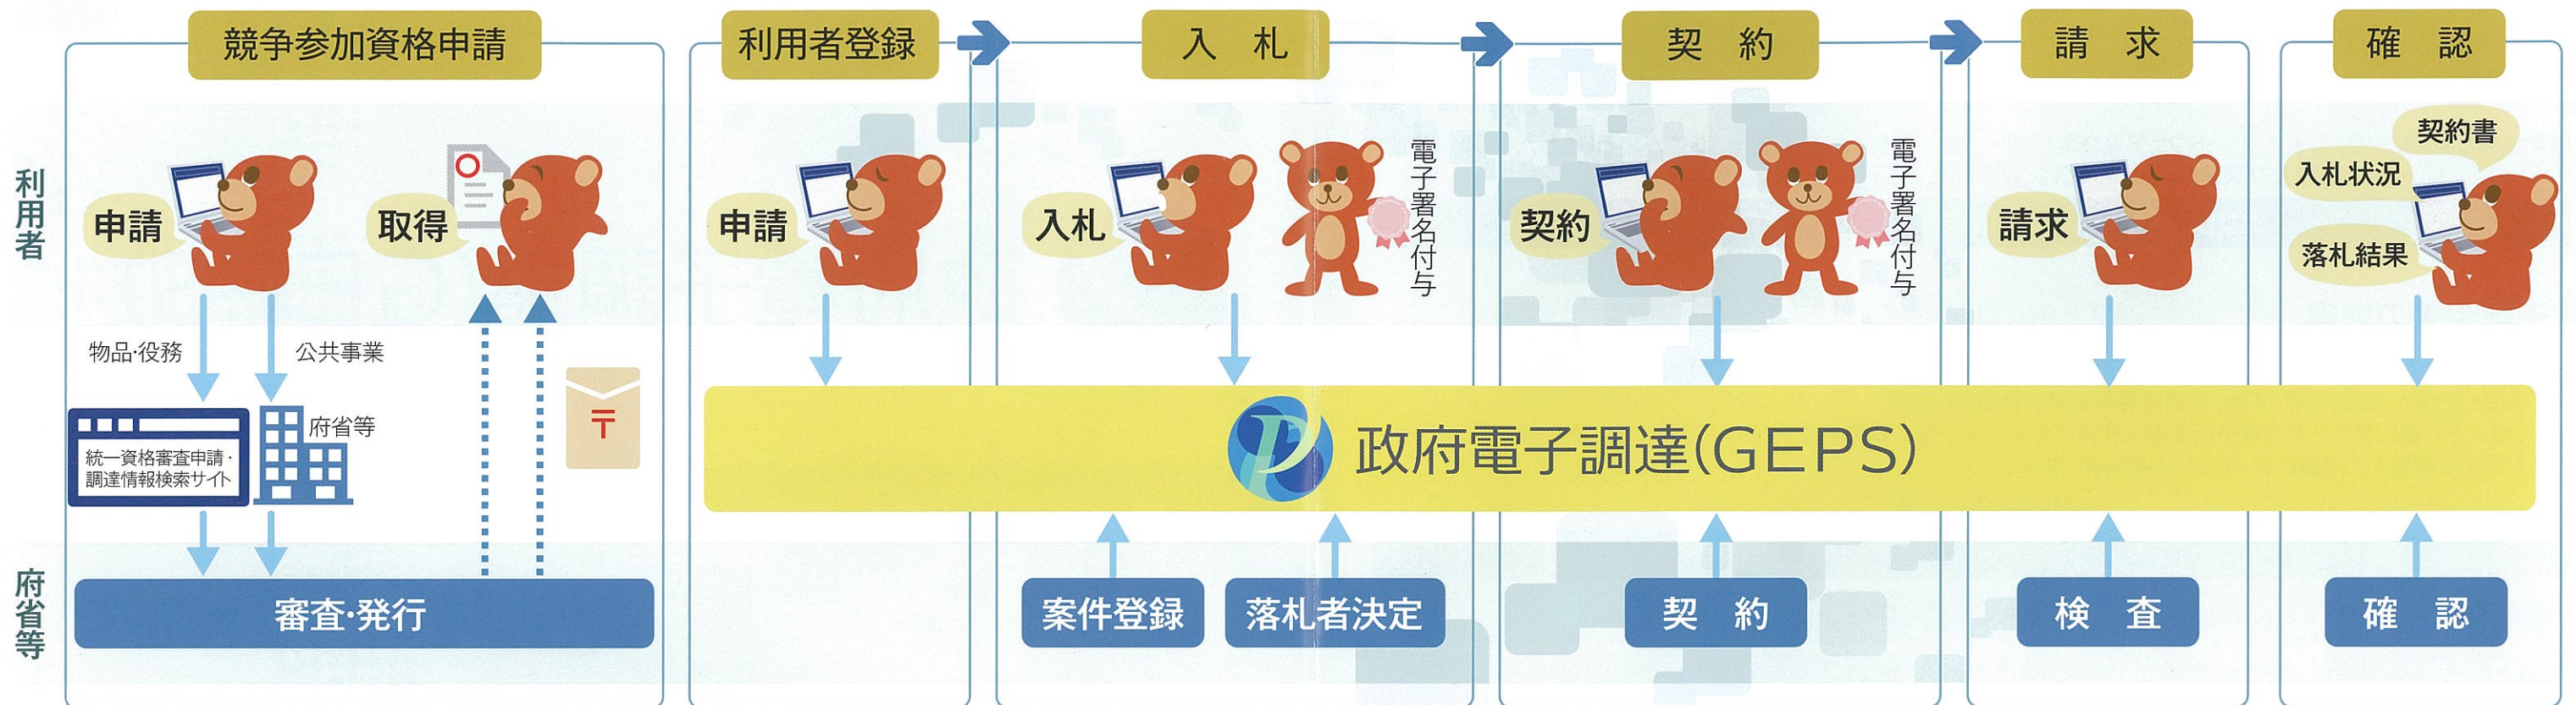 競争参加資格申請
利用者登録
入 札
契 約
請 求
確 認
利用者
申請
取得
申請
入札
電子署名付与
契約
電子署名付与
請求
契約書
入札状況
落札結果
物品・役務
公共事業
統一資格審査申請・
調達情報検索サイト
府省等
〒
政府電子調達(GEPS)
府省等
審査・発行
案件登録
落札者決定
契 約
検 査
確 認